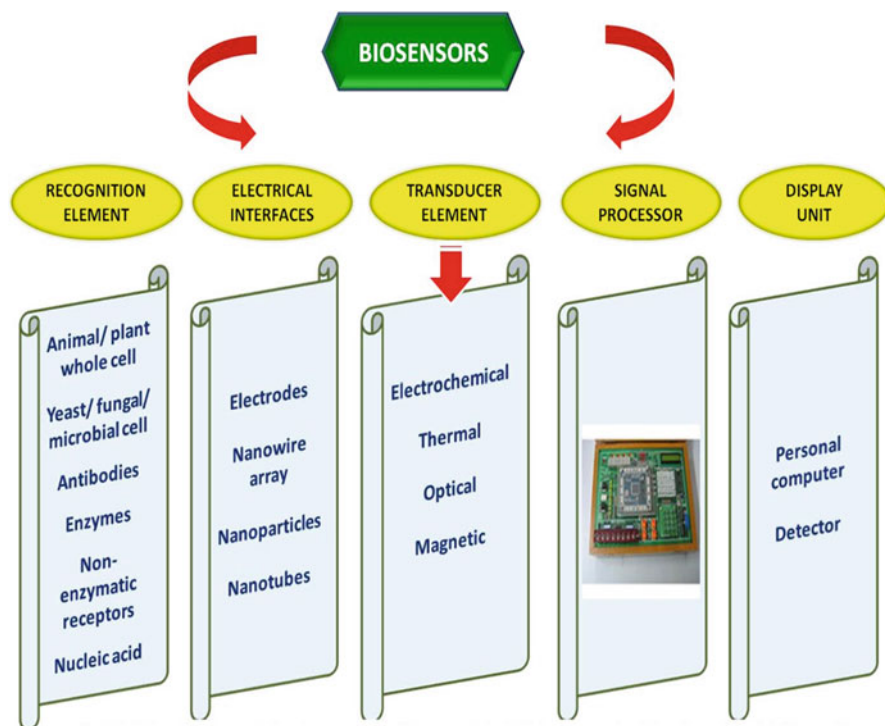 BIOSENSORS
RECOGNITION
ELEMENT
ELECTRICAL
INTERFACES
TRANSDUCER
ELEMENT
SIGNAL
PROCESSOR
DISPLAY
UNIT
Animal/ plant
whole cell
Yeast/ fungal/
microbial cell
Antibodies
Enzymes
Non-
enzymatic
receptors
Nucleic acid
Electrodes
Nanowire
array
Nanoparticles
Nanotubes
Electrochemical
Thermal
Optical
Magnetic
Personal
computer
Detector